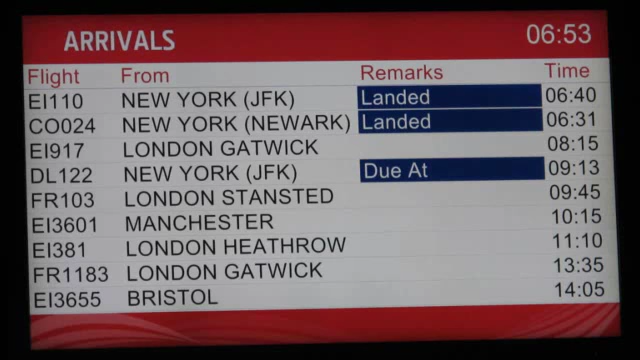 ARRIVALS 06:53
Flight From Remarks Time
EI110 NEW YORK (JFK) Landed 06:40
CO024 NEW YORK (NEWARK) Landed 06:31
EI917 LONDON GATWICK 08:15
DL122 NEW YORK (JFK) Due At 09:13
FR103 LONDON STANSTED 09:45
EI3601 MANCHESTER 10:15
EI381 LONDON HEATHROW 11:10
FR1183 LONDON GATWICK 13:35
EI3655 BRISTOL 14:05